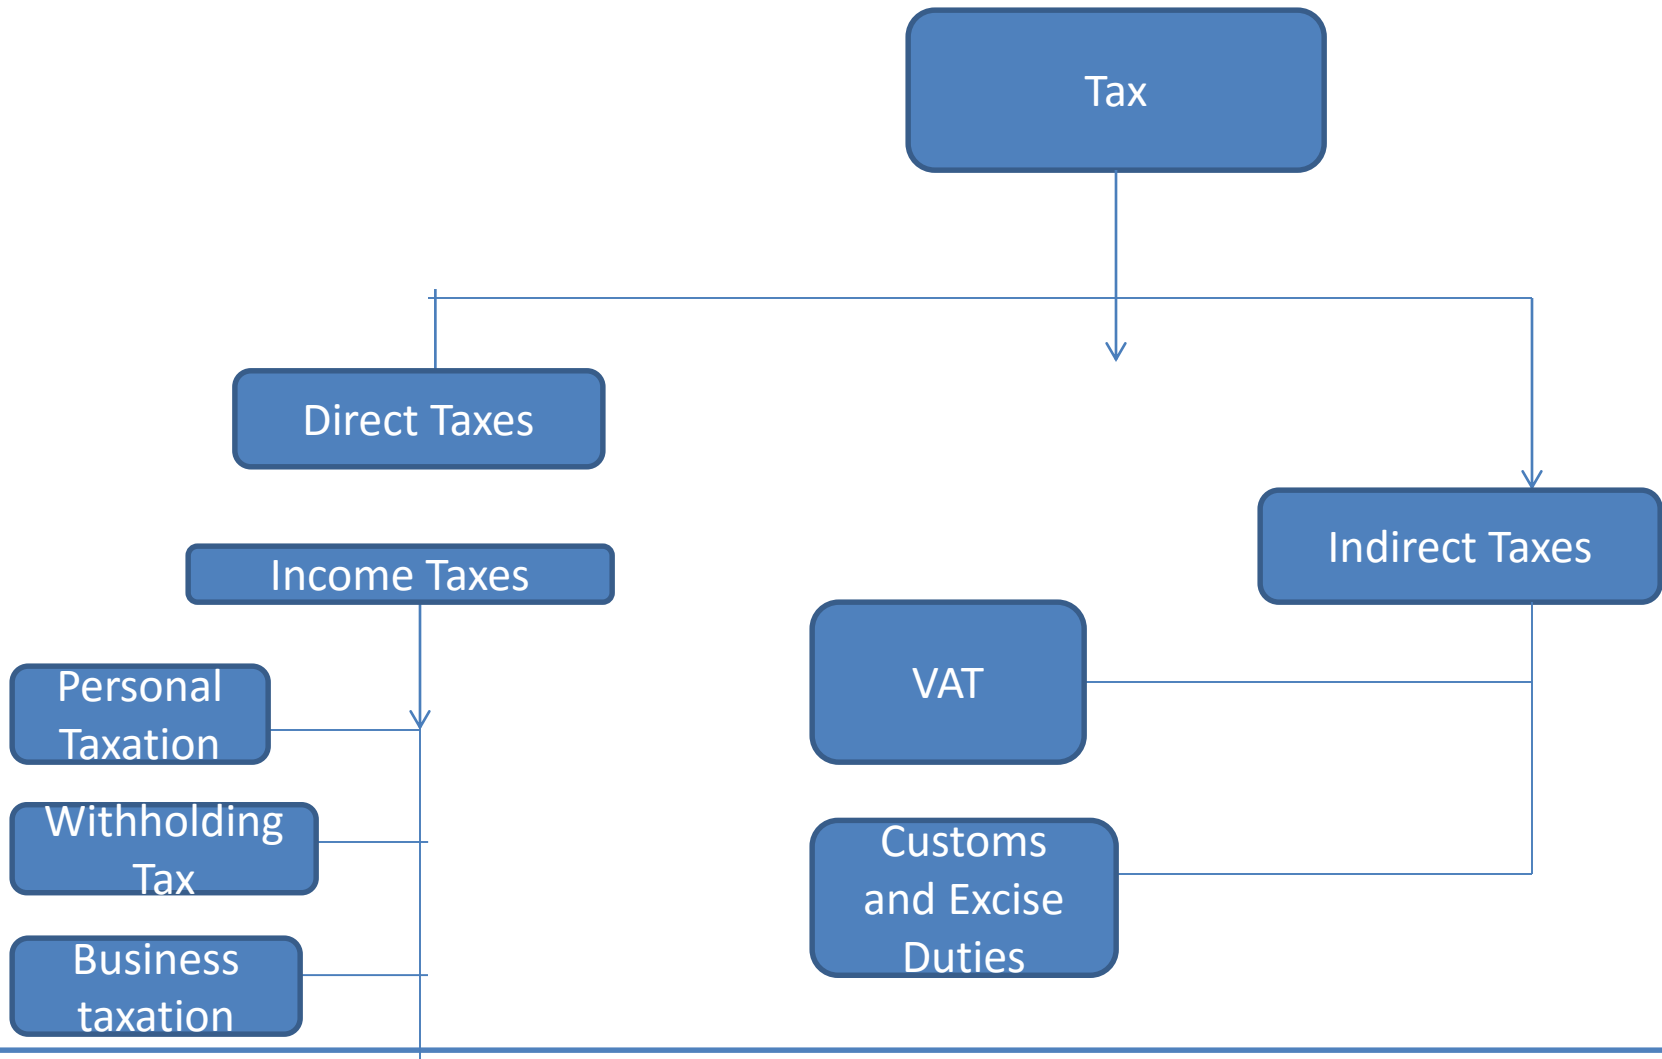 Tax
Direct Taxes
Indirect Taxes
Income Taxes
Personal
Taxation
VAT
Withholding
Tax
Customs
and Excise
Duties
Business
taxation